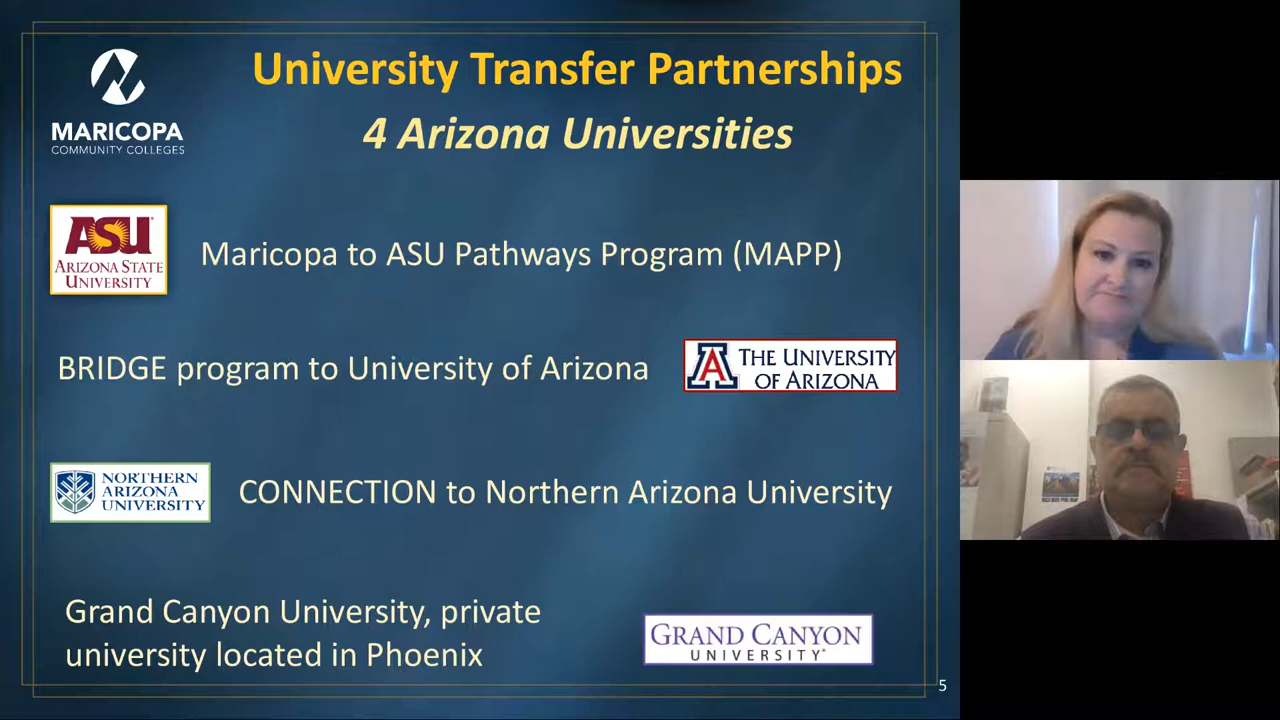 University Transfer Partnerships
4 Arizona Universities
MARICOPA
COMMUNITY COLLEGES
ASU
ARIZONA STATE
UNIVERSITY
Maricopa to ASU Pathways Program (MAPP)
BRIDGE program to University of Arizona
A
THE UNIVERSITY
OF ARIZONA
NORTHERN
ARIZONA
UNIVERSITY
CONNECTION to Northern Arizona University
Grand Canyon University, private
university located in Phoenix
GRAND CANYON
UNIVERSITY
5